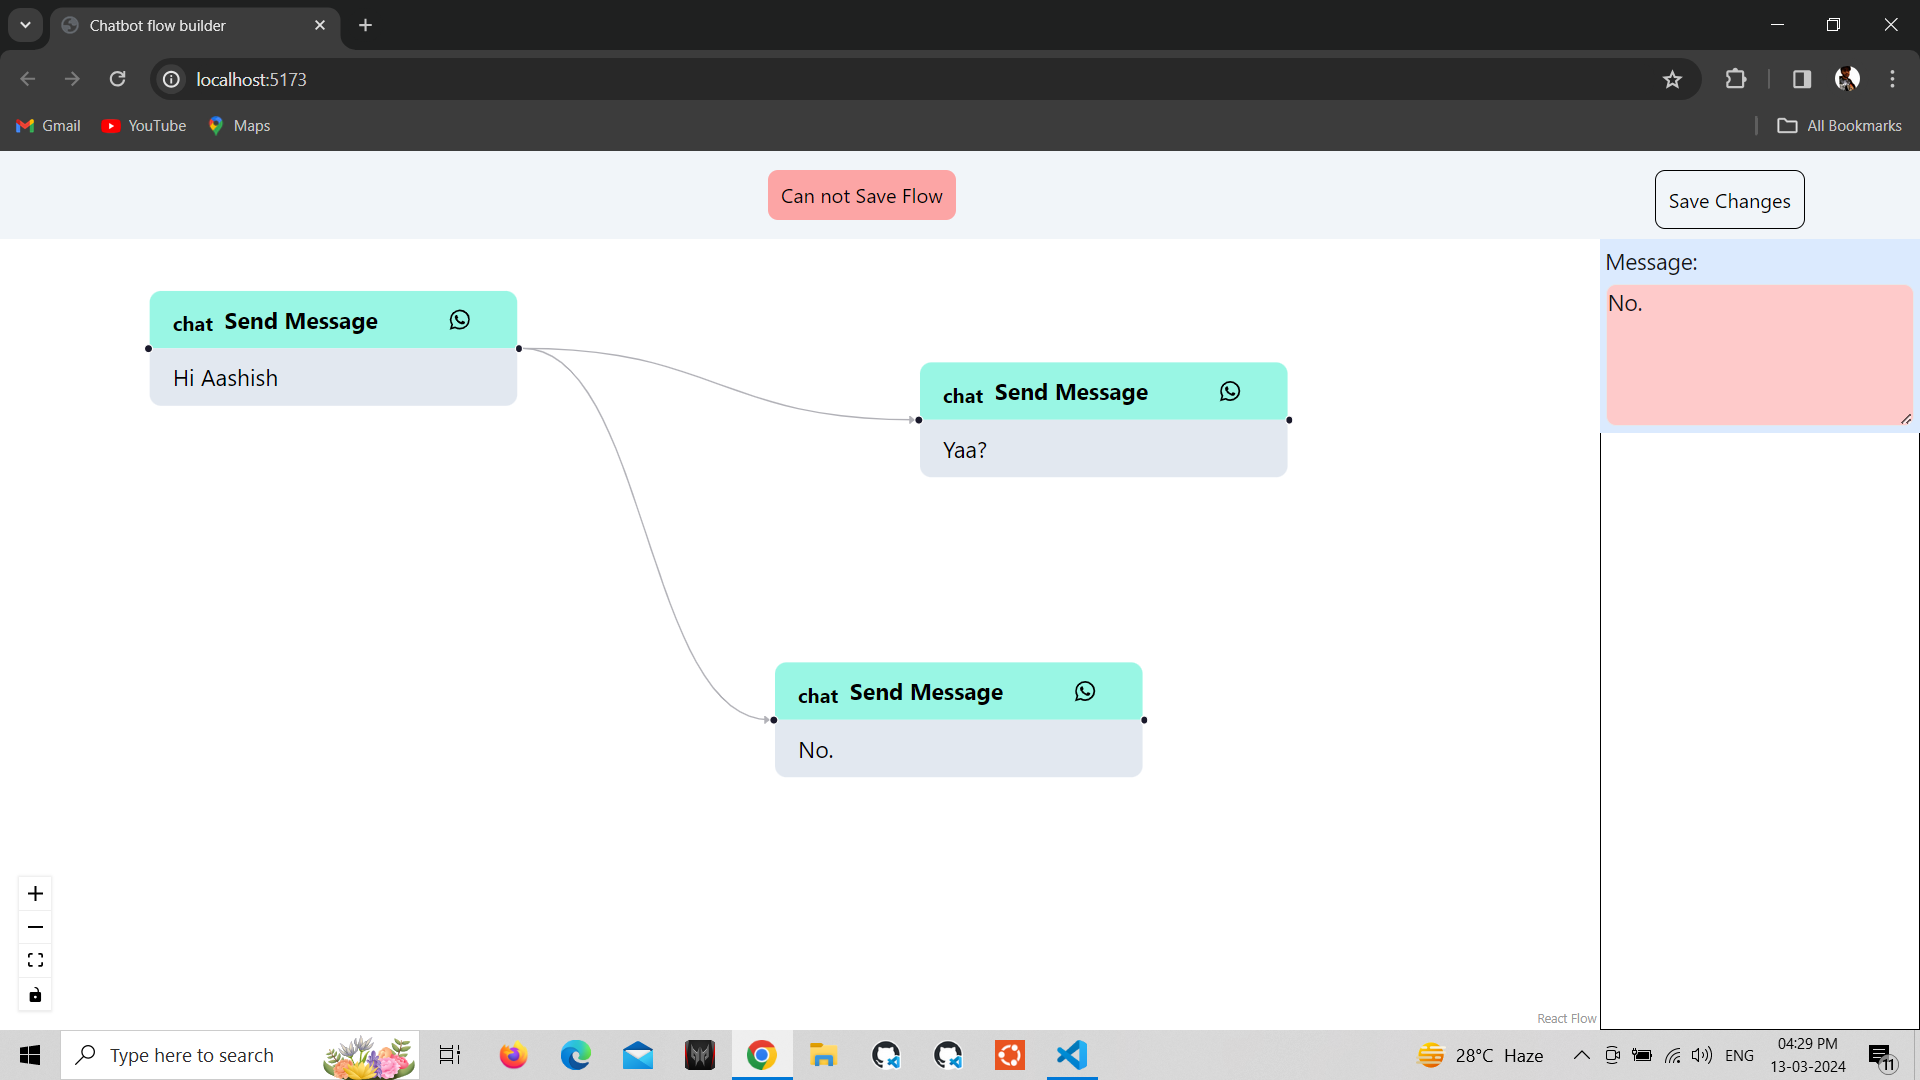 Chatbot flow builder
localhost:5173
Gmail
YouTube
Maps
All Bookmarks
Can not Save Flow
Save Changes
Message:
No.
chat Send Message
Hi Aashish
chat Send Message
Yaa?
chat Send Message
No.
React Flow
Type here to search
28°C Haze
ENG
04:29 PM
13-03-2024
11